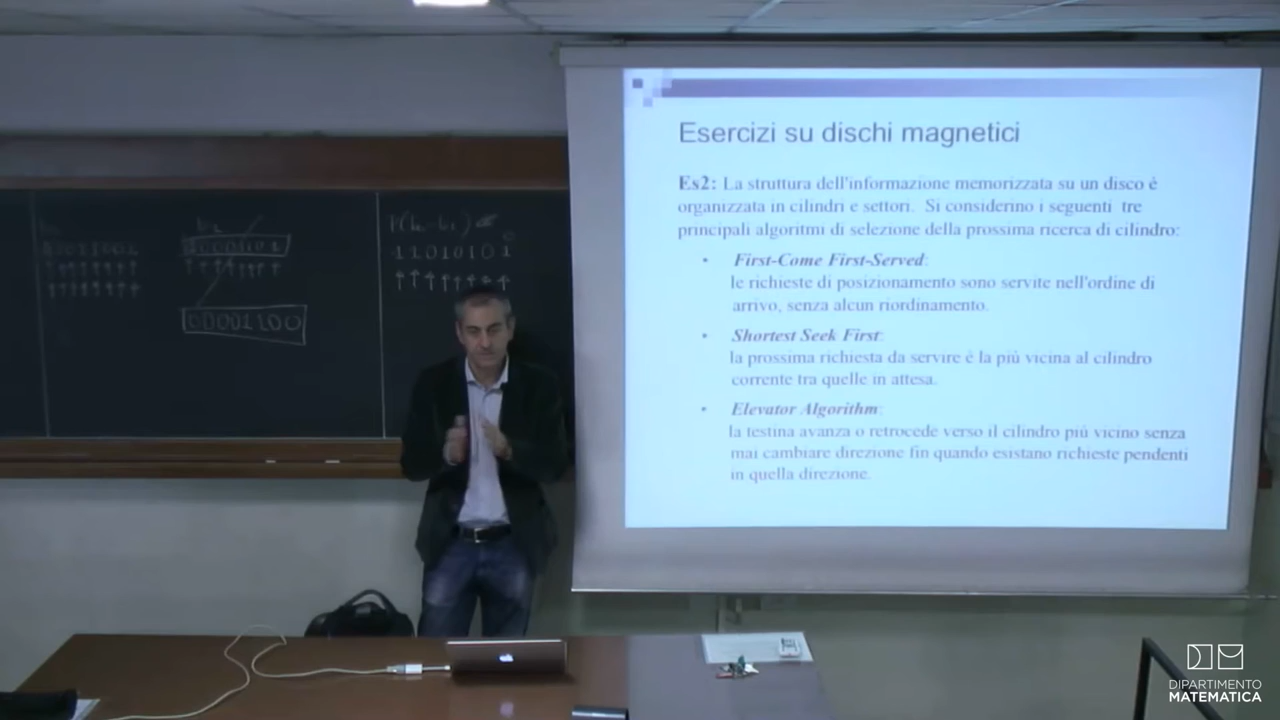 00011001
b2
00001101
00001100
11010101
Esercizi su dischi magnetici
Es2: La struttura dell'informazione memorizzata su un disco è
organizzata in cilindri e settori. Si considerino i seguenti tre
principali algoritmi di selezione della prossima ricerca di cilindro:
• First-Come First-Served:
le richieste di posizionamento sono servite nell'ordine di
arrivo, senza alcun riordinamento.
• Shortest Seek First:
la prossima richiesta da servire è la più vicina al cilindro
corrente tra quelle in attesa.
• Elevator Algorithm:
la testina avanza o retrocede verso il cilindro più vicino senza
mai cambiare direzione fin quando esistano richieste pendenti
in quella direzione.
DIPARTIMENTO
MATEMATICA